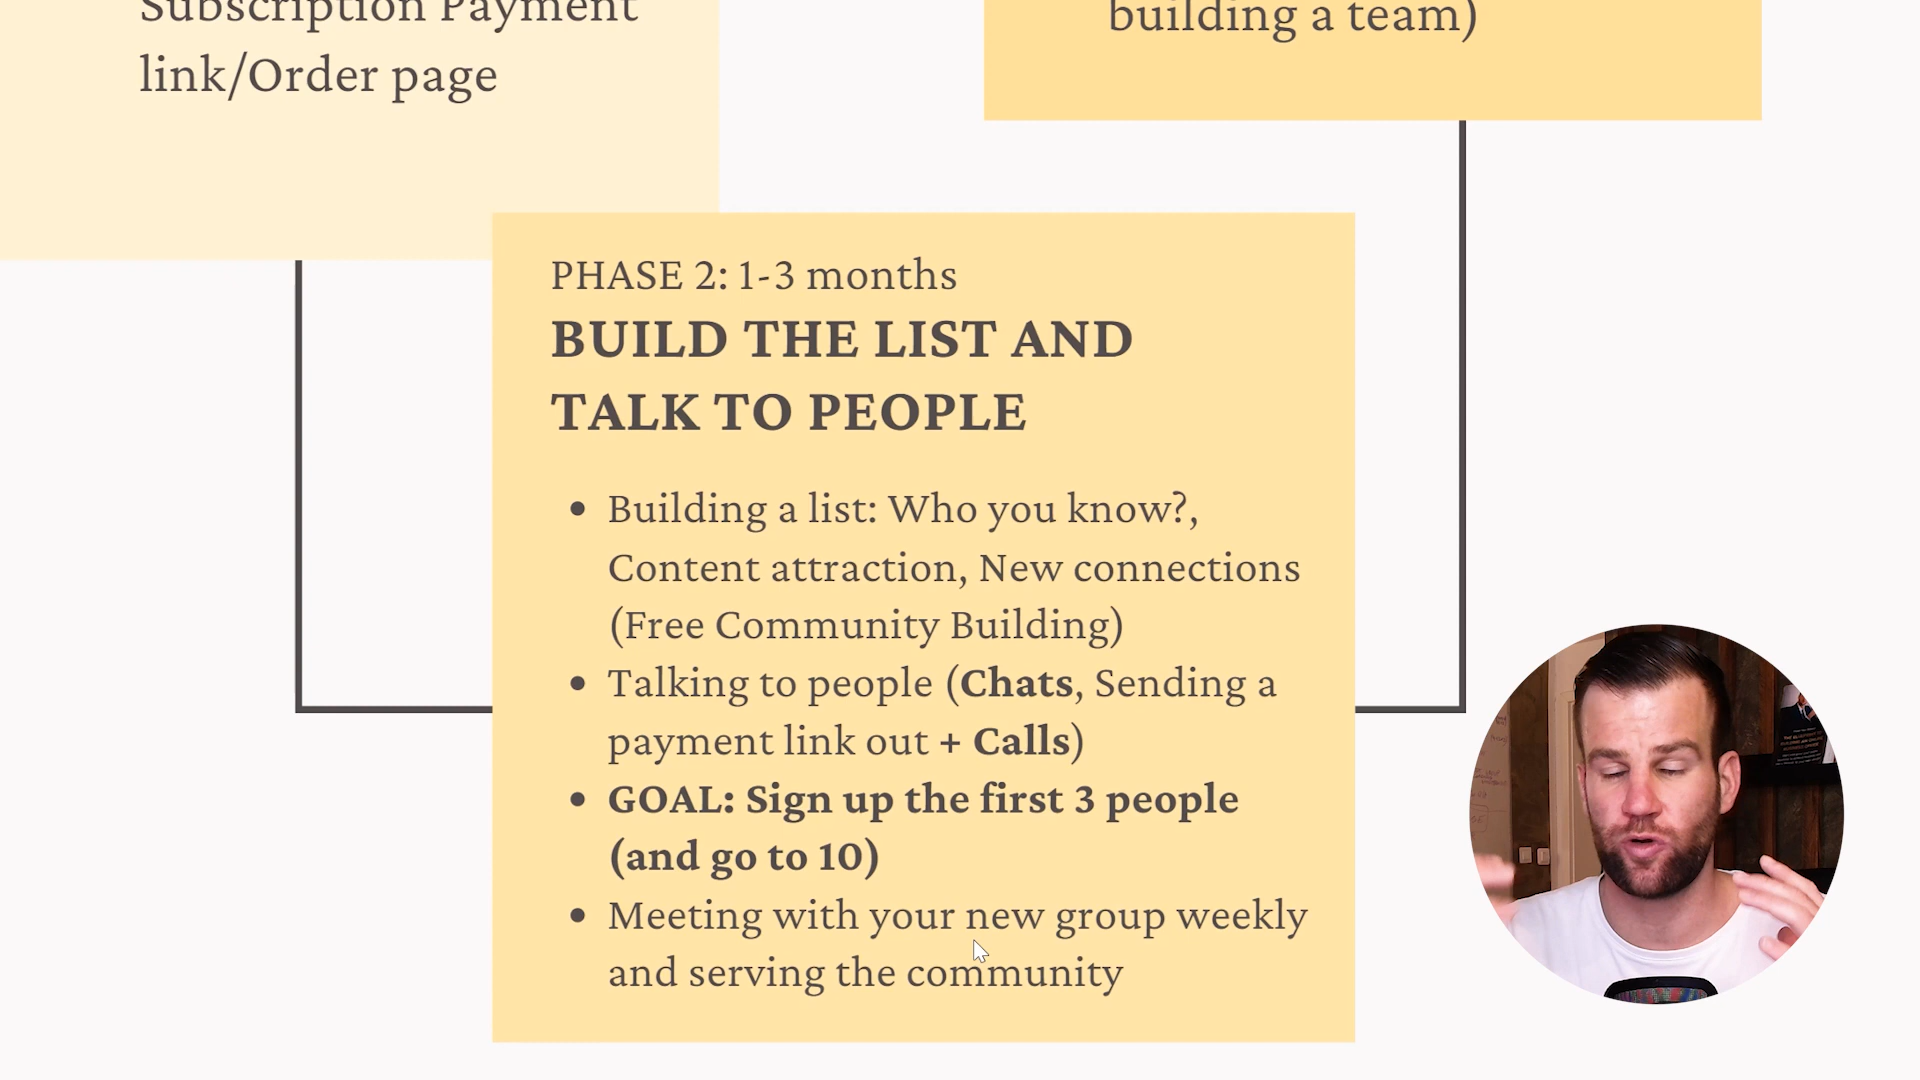 Subscription Payment
link/Order page
building a team)
PHASE 2: 1-3 months
BUILD THE LIST AND
TALK TO PEOPLE
• Building a list: Who you know?,
Content attraction, New connections
(Free Community Building)
• Talking to people (Chats, Sending a
payment link out + Calls)
• GOAL: Sign up the first 3 people
(and go to 10)
• Meeting with your new group weekly
and serving the community